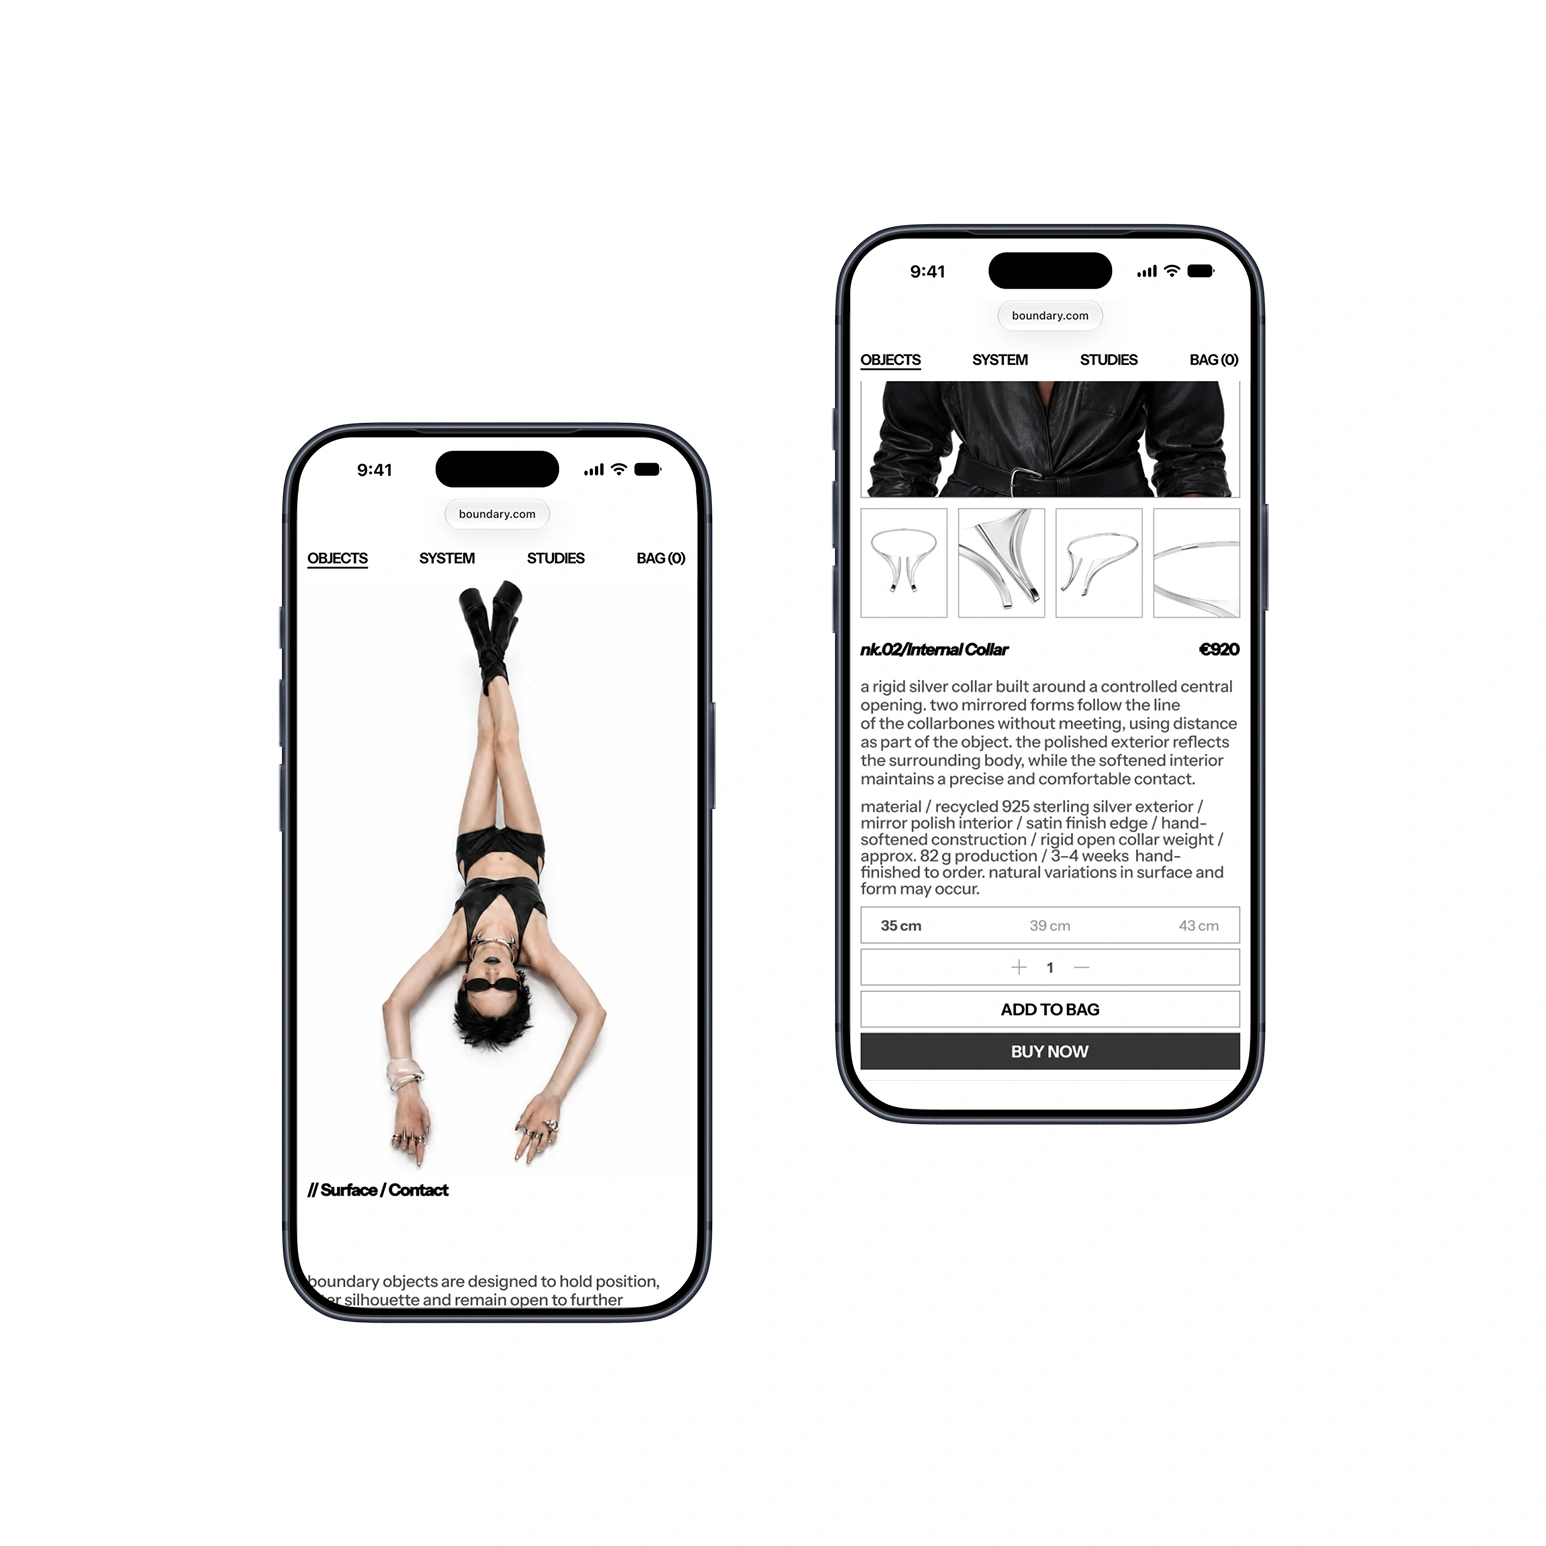 9:41
boundary.com
OBJECTS SYSTEM STUDIES BAG (0)
// Surface / Contact
boundary objects are designed to hold position,
silhouette and remain open to further
9:41
boundary.com
OBJECTS SYSTEM STUDIES BAG (0)
nk.02/Internal Collar €920
a rigid silver collar built around a controlled central
opening. two mirrored forms follow the line
of the collarbones without meeting, using distance
as part of the object. the polished exterior reflects
the surrounding body, while the softened interior
maintains a precise and comfortable contact.
material / recycled 925 sterling silver exterior /
mirror polish interior / satin finish edge / hand-
softened construction / rigid open collar weight /
approx. 82 g production / 3–4 weeks hand-
finished to order. natural variations in surface and
form may occur.
35 cm 39 cm 43 cm
+ 1 —
ADD TO BAG
BUY NOW